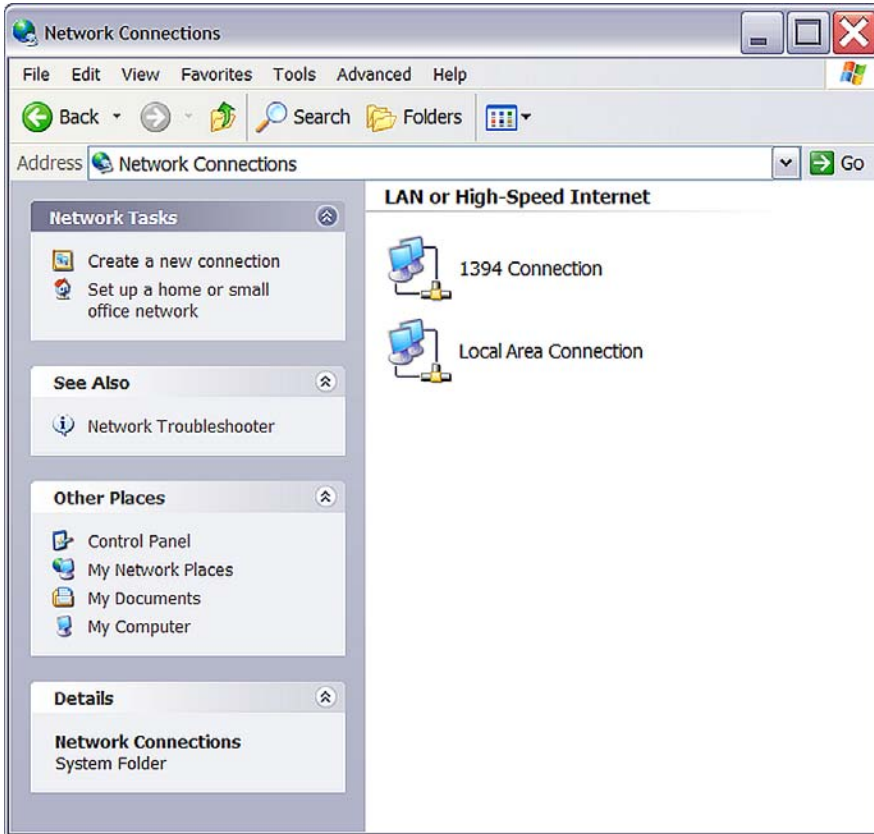 Network Connections
File Edit View Favorites Tools Advanced Help
Back Search Folders
Address Network Connections Go
Network Tasks
Create a new connection
Set up a home or small
office network
See Also
Network Troubleshooter
Other Places
Control Panel
My Network Places
My Documents
My Computer
Details
Network Connections
System Folder
LAN or High-Speed Internet
1394 Connection
Local Area Connection